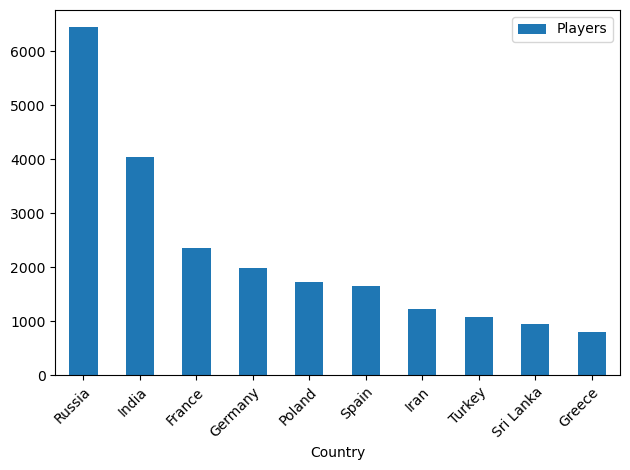 Players
6000
5000
4000
3000
2000
1000
0
Russia
India
France
Germany
Poland
Spain
Iran
Turkey
Sri Lanka
Greece
Country